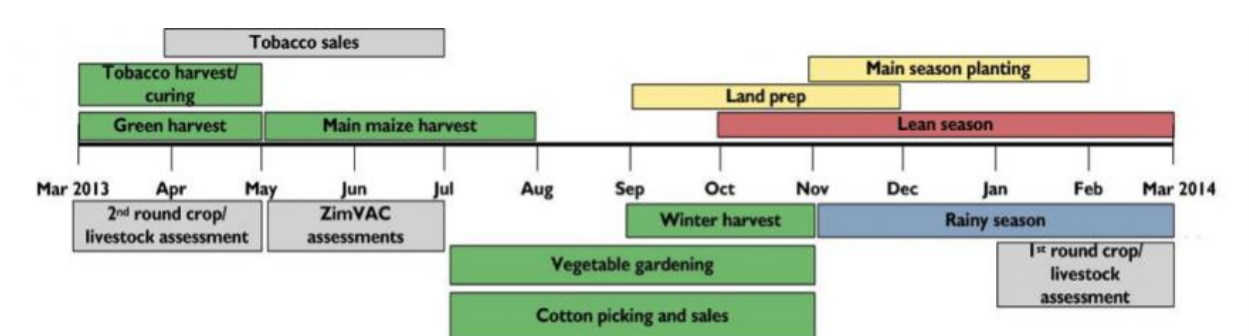 Tobacco sales
Tobacco harvest/
curing
Main season planting
Land prep
Green harvest
Main maize harvest
Lean season
Mar 2013 Apr May Jun Jul Aug Sep Oct Nov Dec Jan Feb Mar 2014
2nd round crop/
livestock assessment
ZimVAC
assessments
Winter harvest
Rainy season
Vegetable gardening
1st round crop/
livestock
assessment
Cotton picking and sales